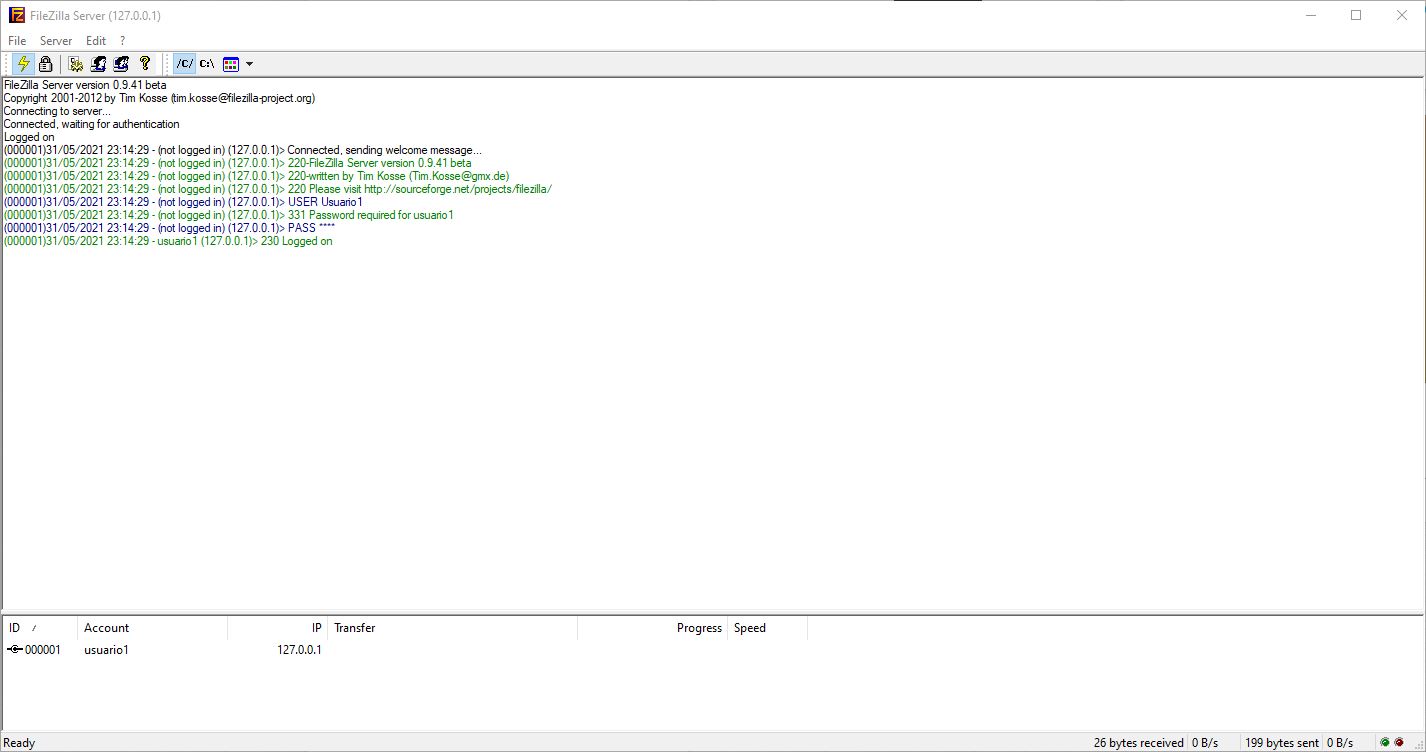 FileZilla Server (127.0.0.1)
File Server Edit ?
/C/ C:\
FileZilla Server version 0.9.41 beta
Copyright 2001-2012 by Tim Kosse (tim.kosse@filezilla-project.org)
Connecting to server...
Connected, waiting for authentication
Logged on
(000001)31/05/2021 23:14:29 - (not logged in) (127.0.0.1)> Connected, sending welcome message...
(000001)31/05/2021 23:14:29 - (not logged in) (127.0.0.1)> 220-FileZilla Server version 0.9.41 beta
(000001)31/05/2021 23:14:29 - (not logged in) (127.0.0.1)> 220-written by Tim Kosse (Tim.Kosse@gmx.de)
(000001)31/05/2021 23:14:29 - (not logged in) (127.0.0.1)> 220 Please visit http://sourceforge.net/projects/filezilla/
(000001)31/05/2021 23:14:29 - (not logged in) (127.0.0.1)> USER Usuario1
(000001)31/05/2021 23:14:29 - (not logged in) (127.0.0.1)> 331 Password required for usuario1
(000001)31/05/2021 23:14:29 - (not logged in) (127.0.0.1)> PASS ****
(000001)31/05/2021 23:14:29 - usuario1 (127.0.0.1)> 230 Logged on
ID / Account IP Transfer Progress Speed
000001 usuario1 127.0.0.1
Ready 26 bytes received 0 B/s 199 bytes sent 0 B/s